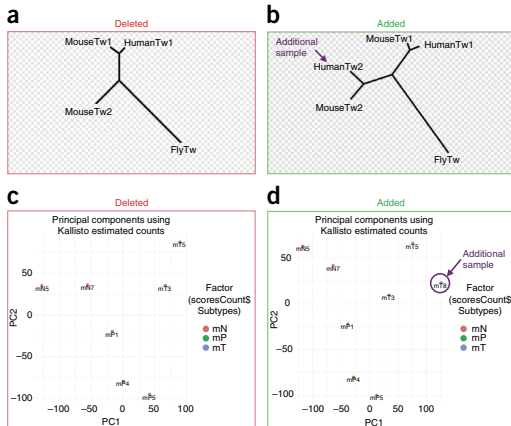 a
Deleted
MouseTw1
HumanTw1
MouseTw2
FlyTw
b
Added
Additional
sample
MouseTw1
HumanTw1
HumanTw2
MouseTw2
FlyTw
c
Deleted
Principal components using
Kallisto estimated counts
mT5
mN5
mN7
mT3
mP1
mP4
mP5
50
0
−50
−100
PC2
−100
−50
0
50
100
PC1
Factor
(scoresCount$
Subtypes)
mN
mP
mT
d
Added
Principal components using
Kallisto estimated counts
mN5
mT5
mN7
mT8
mT3
mP1
mP4
mP5
Additional
sample
50
0
−50
−100
−100
−50
0
50
100
PC1
Factor
(scoresCount$
Subtypes)
mN
mP
mT